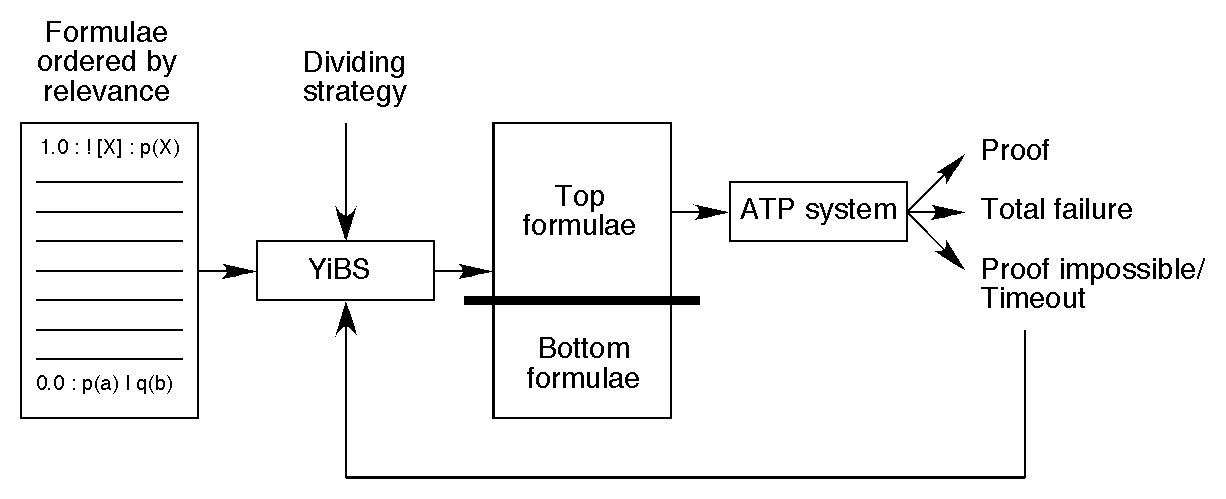 Formulae
ordered by
relevance
1.0 : ! [X] : p(X)
0.0 : p(a) | q(b)
Dividing
strategy
YiBS
Top
formulae
Bottom
formulae
ATP system
Proof
Total failure
Proof impossible/
Timeout